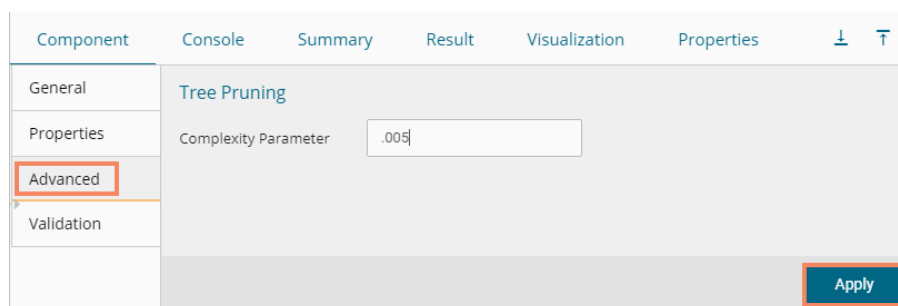 Component Console Summary Result Visualization Properties
General
Tree Pruning
Properties
Complexity Parameter .005
Advanced
Validation
Apply